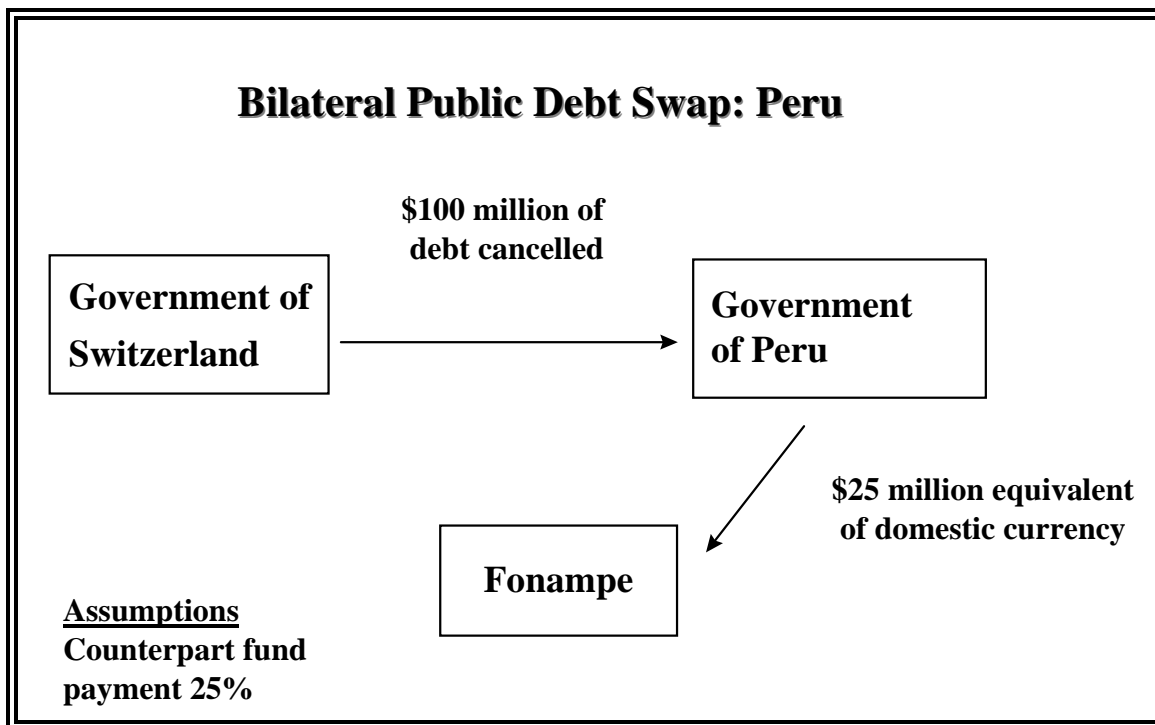 Bilateral Public Debt Swap: Peru
$100 million of
debt cancelled
Government of
Switzerland
Government
of Peru
$25 million equivalent
of domestic currency
Fonampe
Assumptions
Counterpart fund
payment 25%